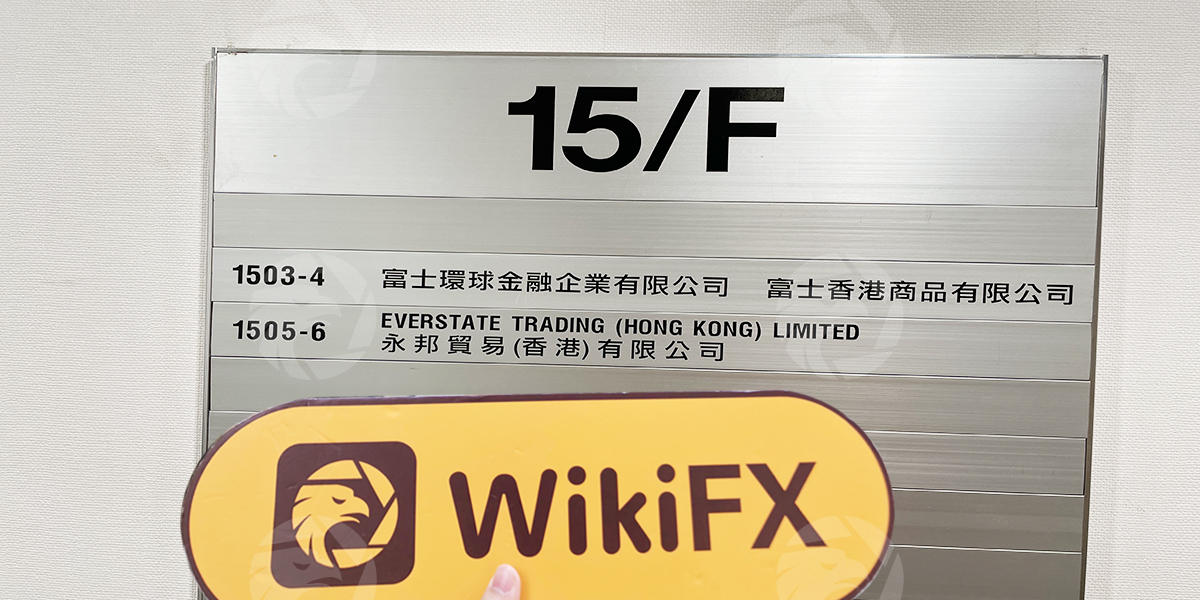 15/F
1503-4 富士環球金融企業有限公司 富士香港商品有限公司
1505-6 EVERSTATE TRADING (HONG KONG) LIMITED
永邦貿易(香港)有限公司
WikiFX